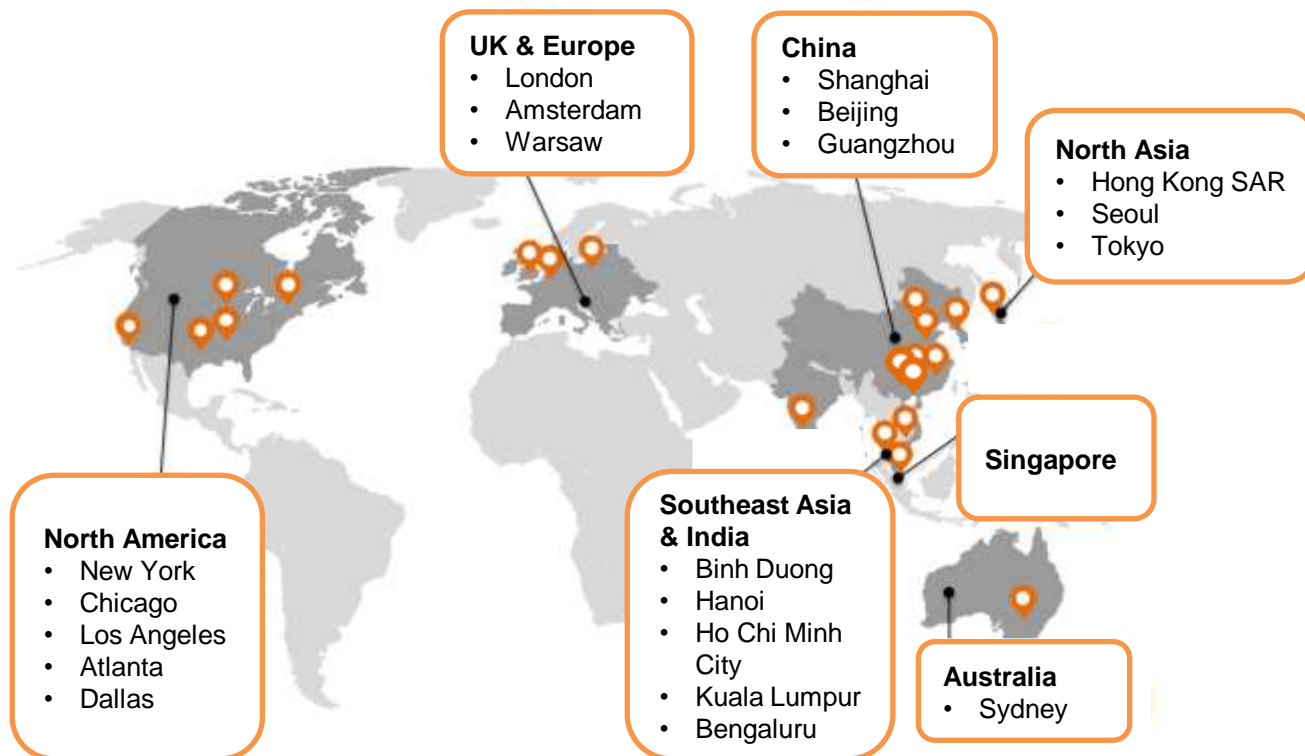 UK & Europe
• London
• Amsterdam
• Warsaw
China
• Shanghai
• Beijing
• Guangzhou
North Asia
• Hong Kong SAR
• Seoul
• Tokyo
Singapore
North America
• New York
• Chicago
• Los Angeles
• Atlanta
• Dallas
Southeast Asia
& India
• Binh Duong
• Hanoi
• Ho Chi Minh
City
• Kuala Lumpur
• Bengaluru
Australia
• Sydney